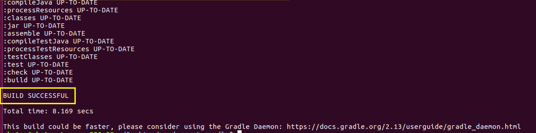 :compileJava UP-TO-DATE
:processResources UP-TO-DATE
:classes UP-TO-DATE
:jar UP-TO-DATE
:assemble UP-TO-DATE
:compileTestJava UP-TO-DATE
:processTestResources UP-TO-DATE
:testClasses UP-TO-DATE
:test UP-TO-DATE
:check UP-TO-DATE
:build UP-TO-DATE
BUILD SUCCESSFUL
Total time: 8.169 secs
This build could be faster, please consider using the Gradle Daemon: https://docs.gradle.org/2.13/userguide/gradle_daemon.html